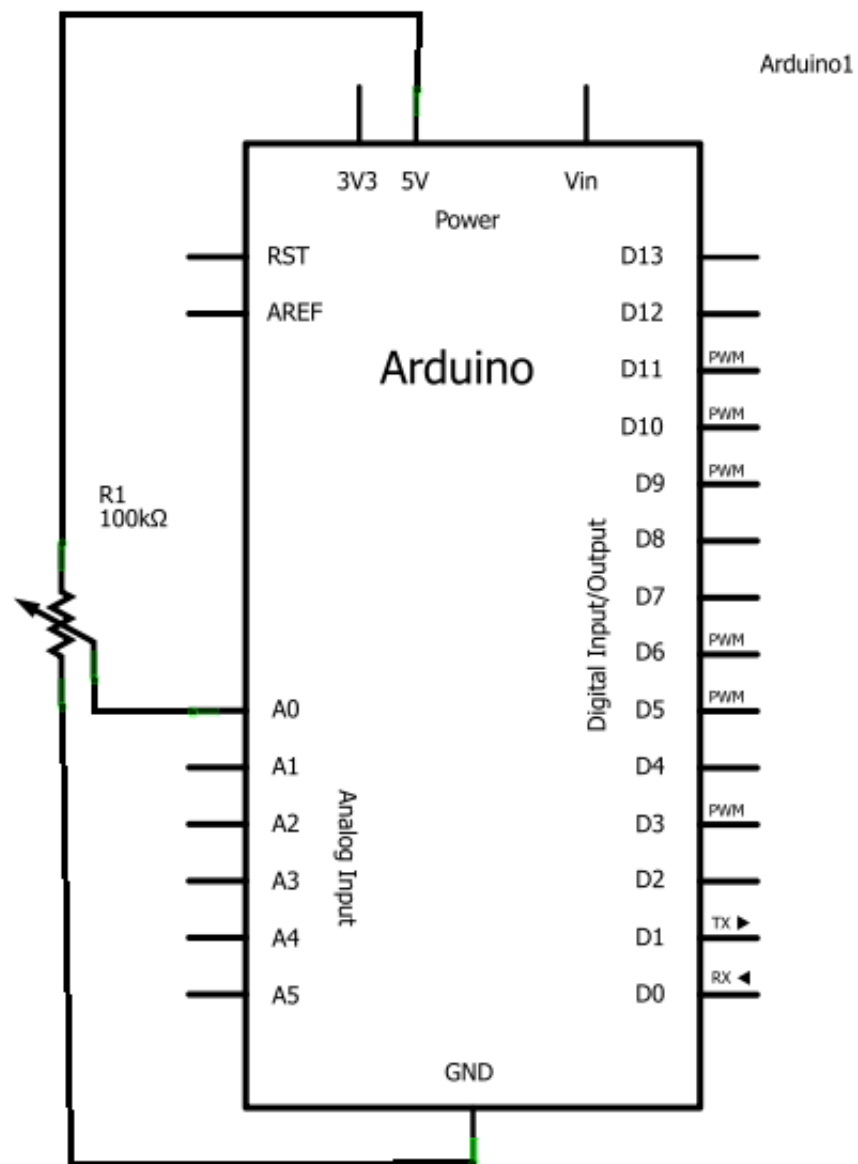 Arduino1
3V3 5V Vin
Power
RST D13
AREF D12
Arduino
D11 PWM
D10 PWM
R1
100kΩ
D9 PWM
D8
Digital Input/Output
D7
D6 PWM
A0 D5 PWM
A1 D4
A2 D3 PWM
Analog Input
A3 D2
A4 D1 TX ▶
A5 D0 RX ◀
GND